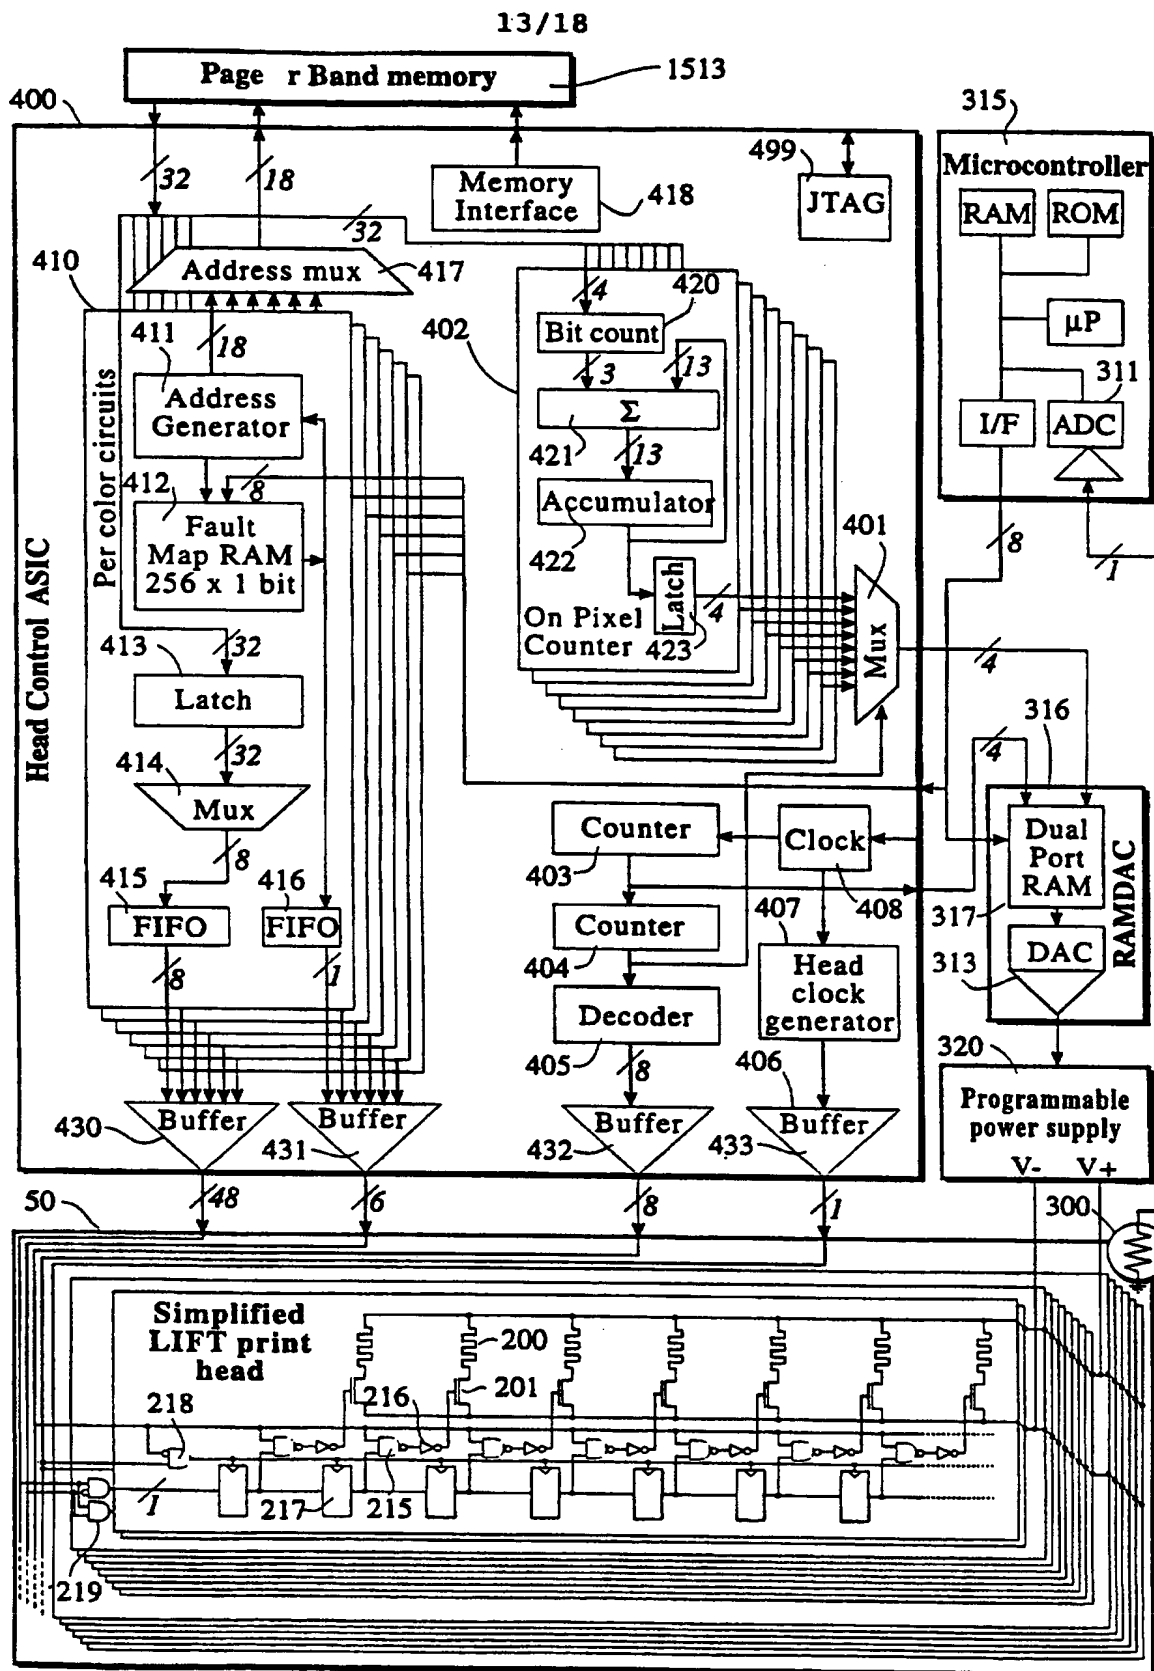 13/18
Page r Band memory
1513
400
32
18
Memory
Interface
418
499
JTAG
315
Microcontroller
RAM
ROM
µP
311
I/F
ADC
8
1
32
410
Address mux
417
Per color circuits
411
18
Address
Generator
412
8
Fault
Map RAM
256 x 1 bit
413
32
Latch
32
414
Mux
8
415
416
FIFO
FIFO
8
1
Head Control ASIC
402
4
420
Bit count
3
13
Σ
421
13
Accumulator
422
Latch
4
On Pixel
Counter
423
401
Mux
4
4
316
Dual
Port
RAM
317
DAC
313
RAMDAC
Counter
403
Clock
408
Counter
404
407
Head
clock
generator
Decoder
405
8
406
320
Programmable
power supply
V-
V+
Buffer
430
Buffer
431
Buffer
432
Buffer
433
48
6
8
1
50
300
Simplified
LIFT print
head
200
201
216
218
1
217
215
219